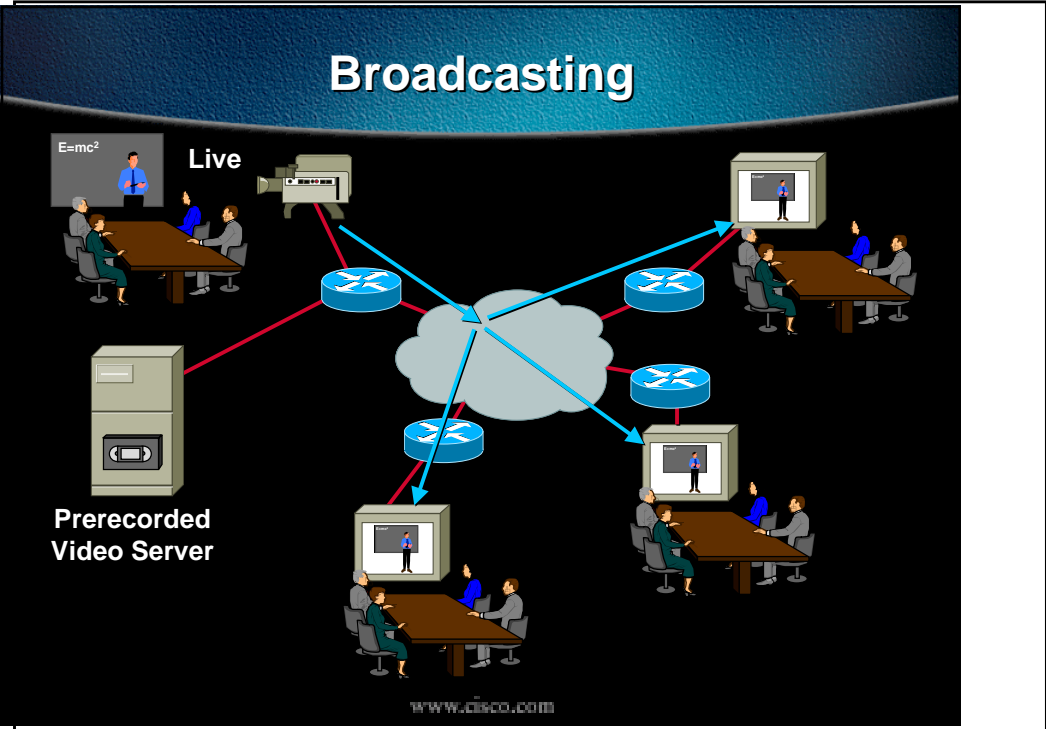 Broadcasting
E=mc²
Live
Prerecorded
Video Server
www.cisco.com